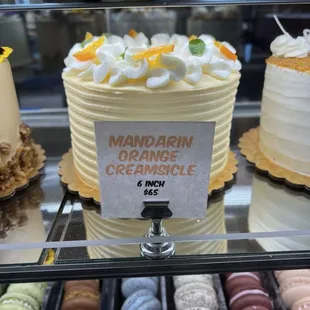 MANDARIN
ORANGE
CREAMSICLE
6 INCH
$65